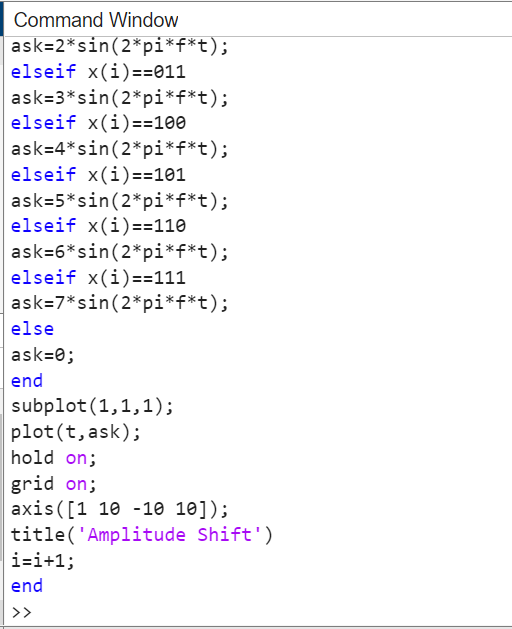 Command Window
ask=2*sin(2*pi*f*t);
elseif x(i)==011
ask=3*sin(2*pi*f*t);
elseif x(i)==100
ask=4*sin(2*pi*f*t);
elseif x(i)==101
ask=5*sin(2*pi*f*t);
elseif x(i)==110
ask=6*sin(2*pi*f*t);
elseif x(i)==111
ask=7*sin(2*pi*f*t);
else
ask=0;
end
subplot(1,1,1);
plot(t,ask);
hold on;
grid on;
axis([1 10 -10 10]);
title('Amplitude Shift')
i=i+1;
end
>>